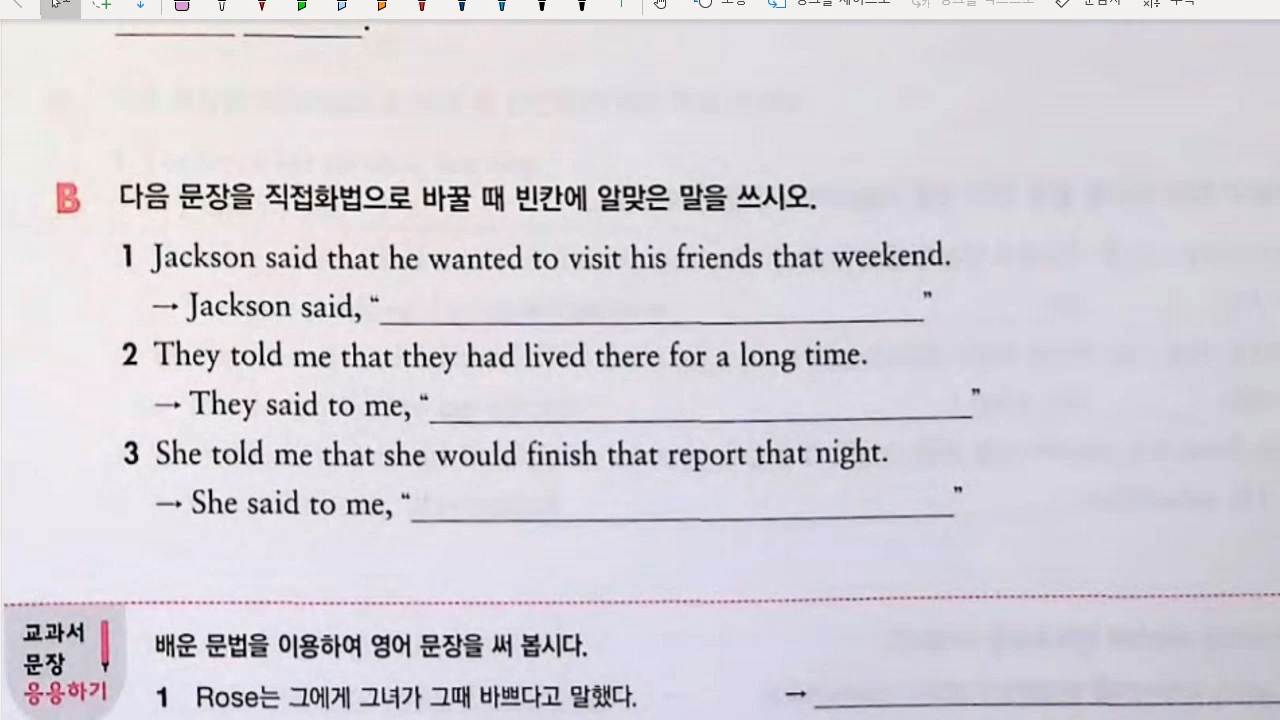 B 다음 문장을 직접화법으로 바꿀 때 빈칸에 알맞은 말을 쓰시오.
1 Jackson said that he wanted to visit his friends that weekend.
→ Jackson said, “ ”
2 They told me that they had lived there for a long time.
→ They said to me, “ ”
3 She told me that she would finish that report that night.
→ She said to me, “ ”
교과서
문장
응용하기
배운 문법을 이용하여 영어 문장을 써 봅시다.
1 Rose는 그에게 그녀가 그때 바쁘다고 말했다. →